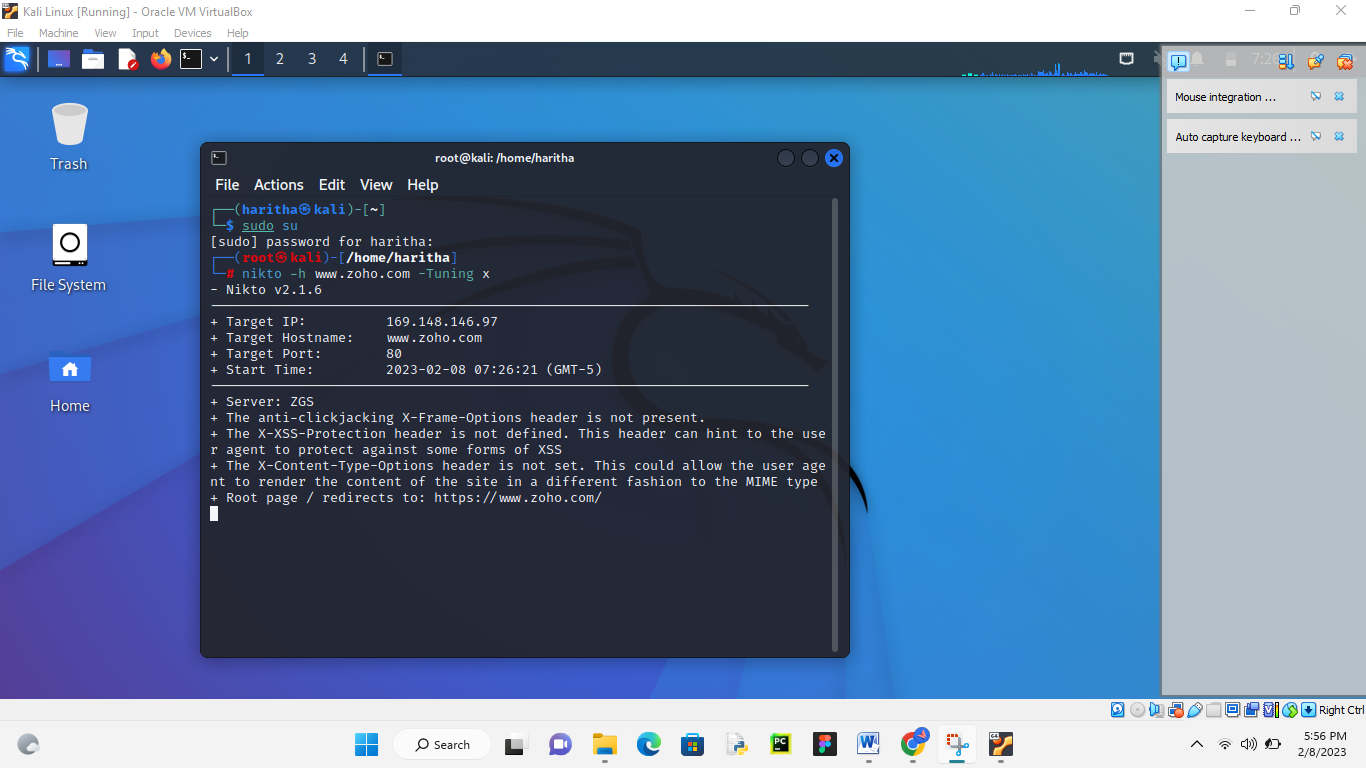 Kali Linux [Running] - Oracle VM VirtualBox
File Machine View Input Devices Help
1 2 3 4
Mouse integration ...
Auto capture keyboard ...
Trash
File System
Home
root@kali: /home/haritha
File Actions Edit View Help
┌──(haritha㉿kali)-[~]
└─$ sudo su
[sudo] password for haritha:
┌──(root㉿kali)-[/home/haritha]
└─# nikto -h www.zoho.com -Tuning x
- Nikto v2.1.6
+ Target IP: 169.148.146.97
+ Target Hostname: www.zoho.com
+ Target Port: 80
+ Start Time: 2023-02-08 07:26:21 (GMT-5)
+ Server: ZGS
+ The anti-clickjacking X-Frame-Options header is not present.
+ The X-XSS-Protection header is not defined. This header can hint to the use
r agent to protect against some forms of XSS
+ The X-Content-Type-Options header is not set. This could allow the user age
nt to render the content of the site in a different fashion to the MIME type
+ Root page / redirects to: https://www.zoho.com/
Right Ctrl
Search
PC
W
5:56 PM
2/8/2023